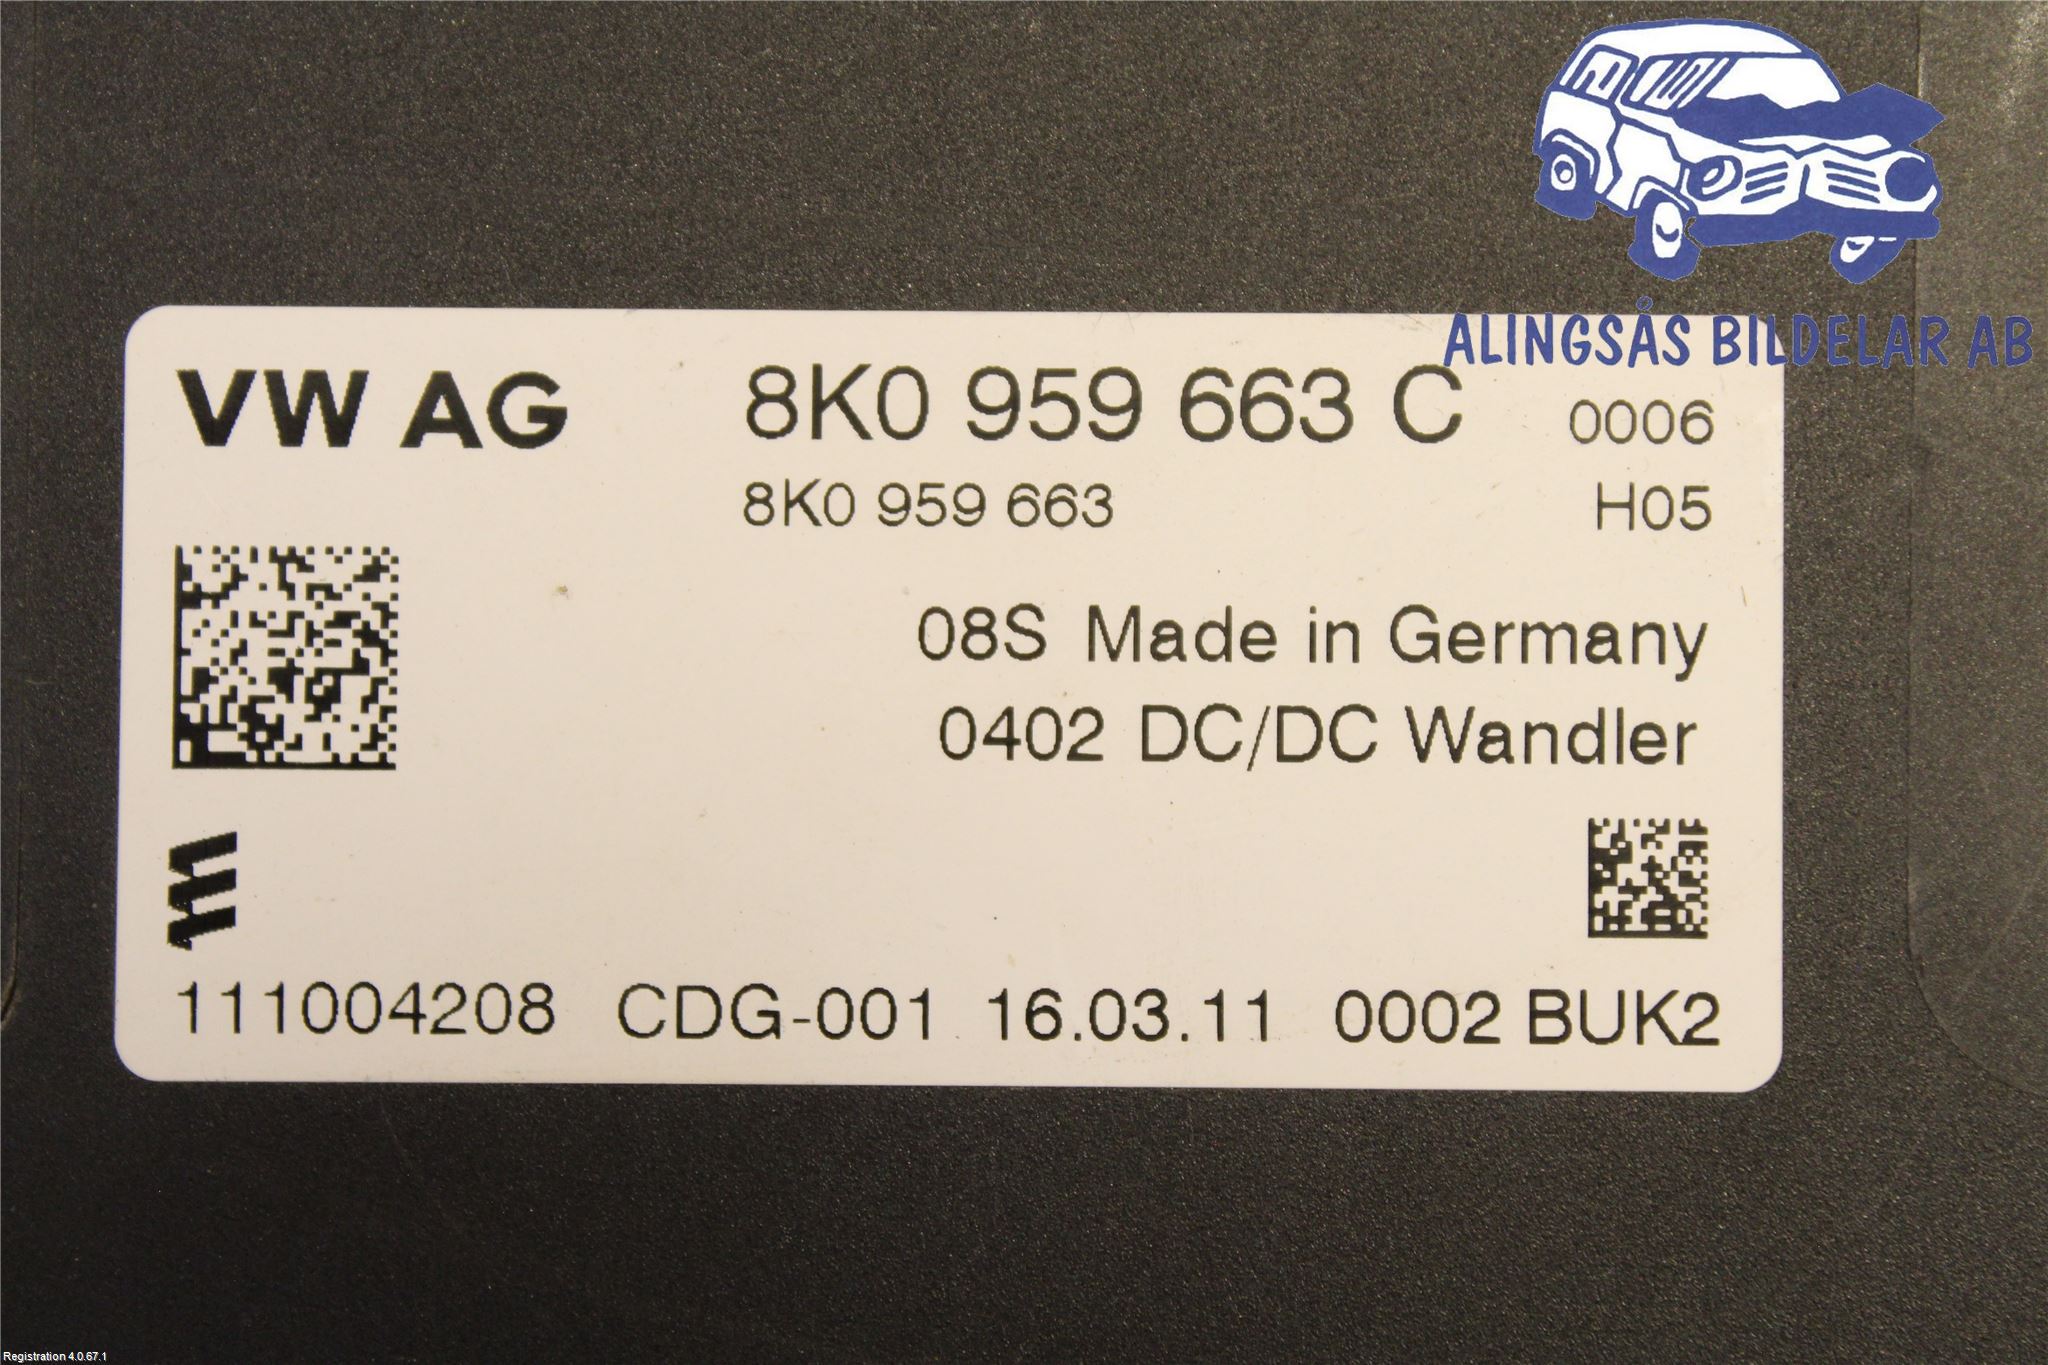 ALINGSÅS BILDELAR AB
VW AG 8K0 959 663 C 0006
8K0 959 663 H05
08S Made in Germany
0402 DC/DC Wandler
111004208 CDG-001 16.03.11 0002 BUK2
Registration 4.0.67.1